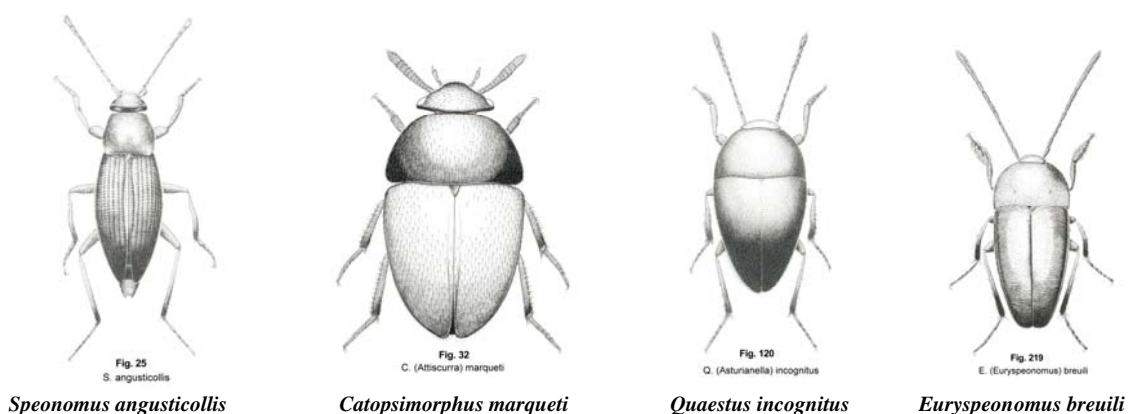 Fig. 25
S. angusticollis
Fig. 32
C. (Attiscurra) marqueti
Fig. 120
Q. (Asturianella) incognitus
Fig. 219
E. (Euryspeonomus) breuili
Speonomus angusticollis
Catopsimorphus marqueti
Quaestus incognitus
Euryspeonomus breuili